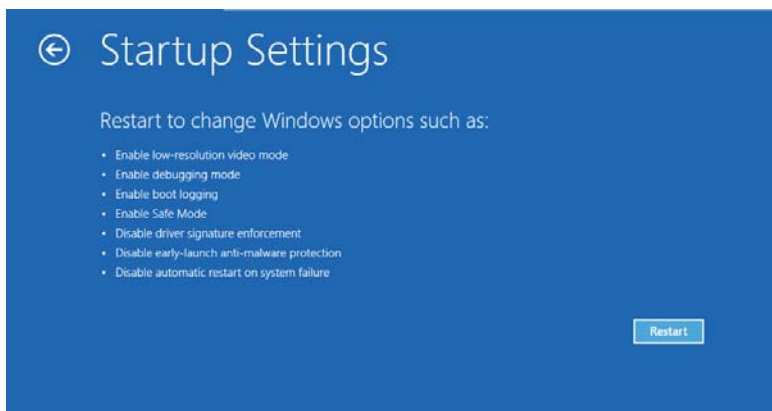 Startup Settings
Restart to change Windows options such as:
• Enable low-resolution video mode
• Enable debugging mode
• Enable boot logging
• Enable Safe Mode
• Disable driver signature enforcement
• Disable early-launch anti-malware protection
• Disable automatic restart on system failure
Restart